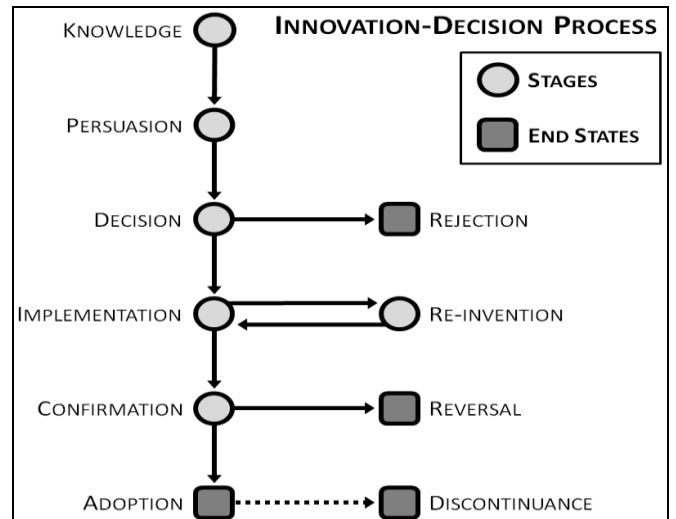 INNOVATION-DECISION PROCESS
KNOWLEDGE
STAGES
PERSUASION
END STATES
DECISION
REJECTION
IMPLEMENTATION
RE-INVENTION
CONFIRMATION
REVERSAL
ADOPTION
DISCONTINUANCE